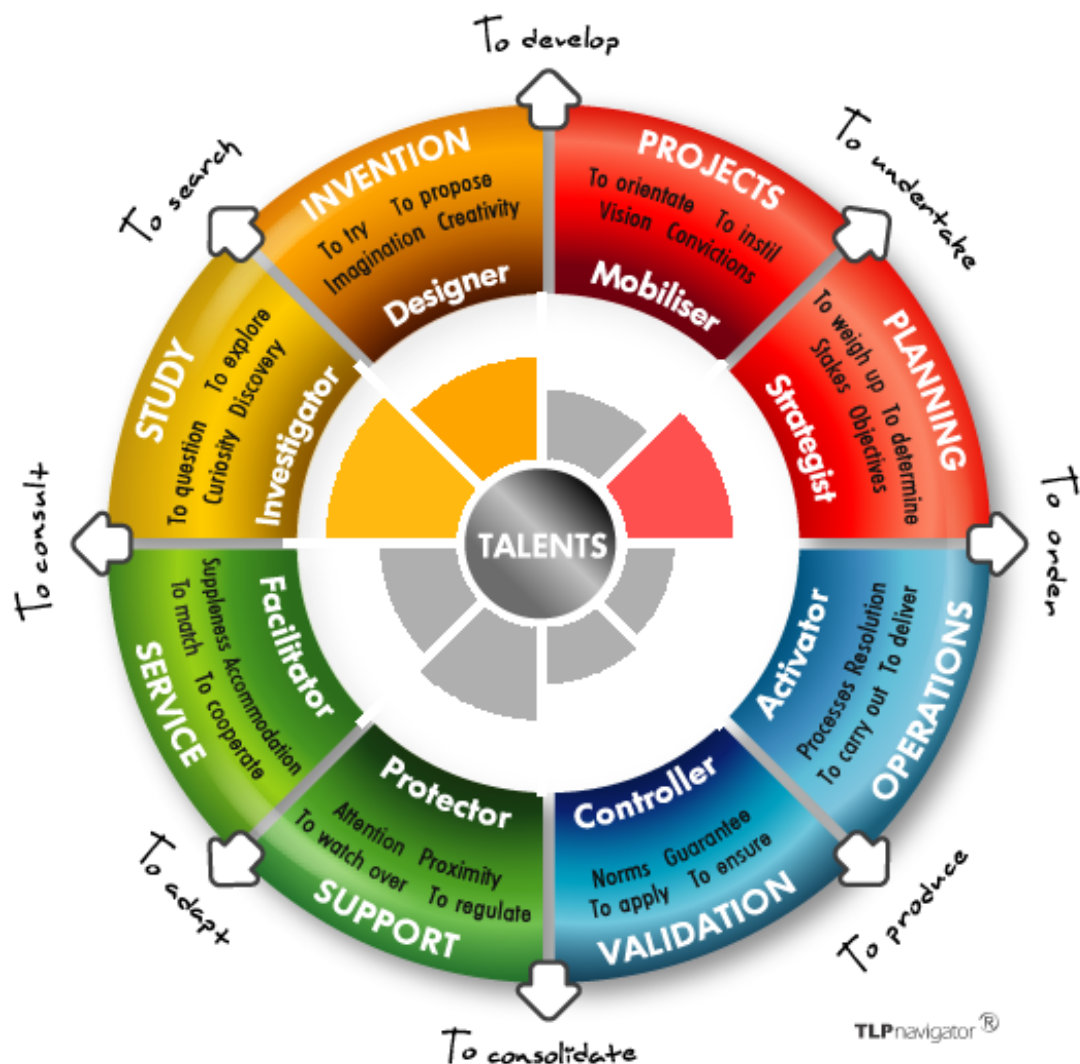 To develop
To undertake
To order
To produce
To consolidate
To adapt
To consult
To search
PROJECTS
To orientate To instil
Vision Convictions
Mobiliser
PLANNING
To weigh up To determine
Stakes Objectives
Strategist
OPERATIONS
Activator
Processes Resolution
To carry out To deliver
Controller
Norms Guarantee
To apply To ensure
VALIDATION
Protector
Attention Proximity
To watch over To regulate
SUPPORT
Facilitator
Suppleness Accommodation
To match To cooperate
SERVICE
STUDY
To question To explore
Curiosity Discovery
Investigator
INVENTION
To try To propose
Imagination Creativity
Designer
TALENTS
TLPnavigator ®